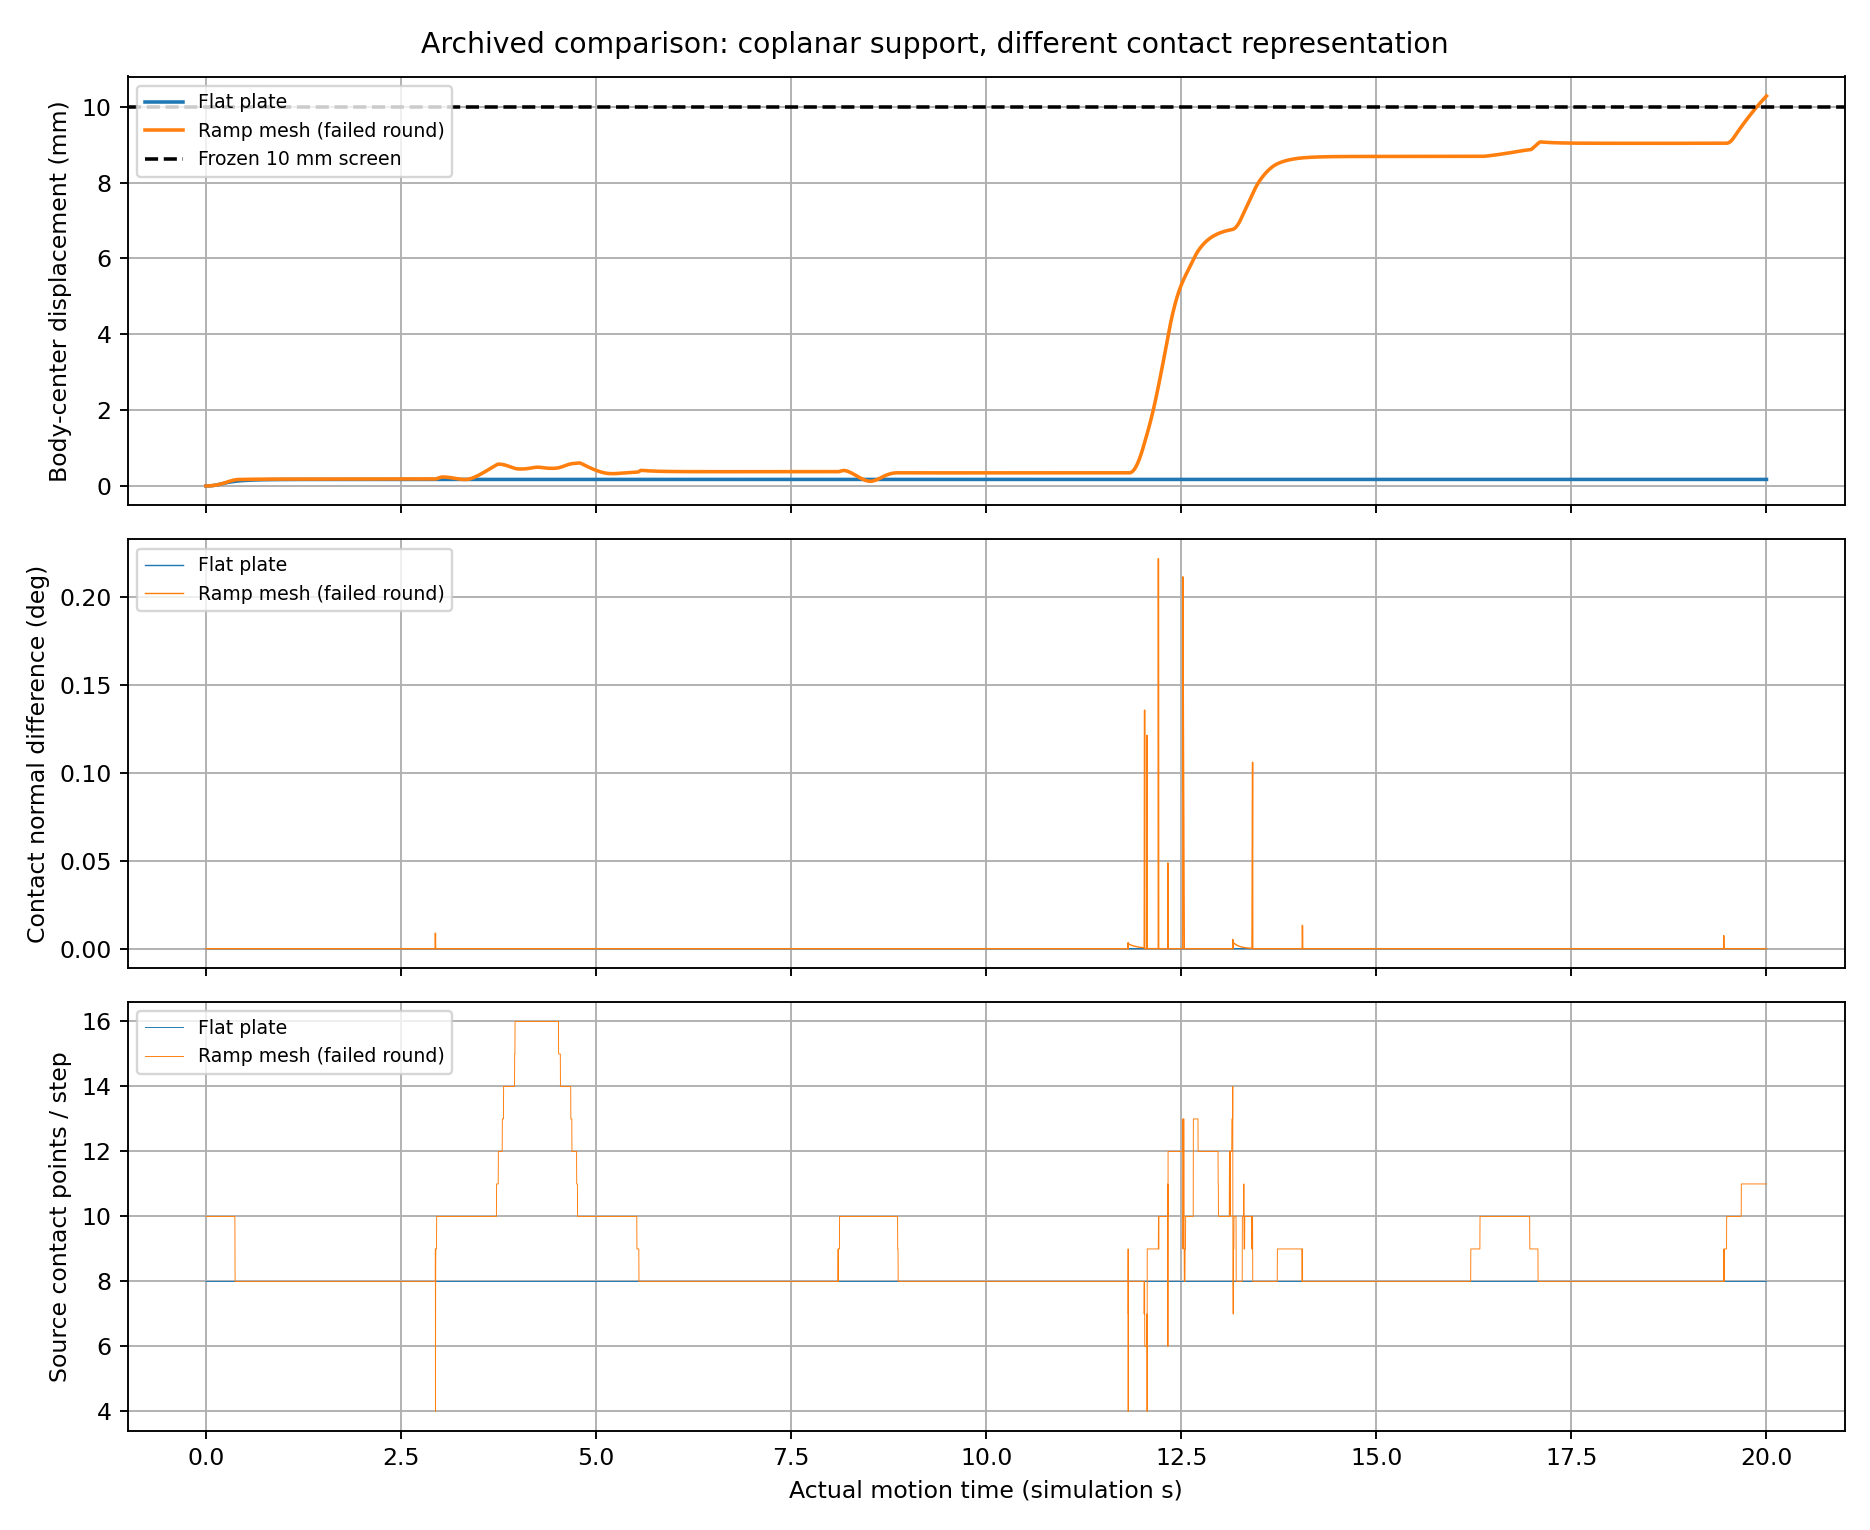 Archived comparison: coplanar support, different contact representation
Body-center displacement (mm)
10
8
6
4
2
0
Flat plate
Ramp mesh (failed round)
Frozen 10 mm screen
Contact normal difference (deg)
0.20
0.15
0.10
0.05
0.00
Flat plate
Ramp mesh (failed round)
Source contact points / step
16
14
12
10
8
6
4
Flat plate
Ramp mesh (failed round)
0.0 2.5 5.0 7.5 10.0 12.5 15.0 17.5 20.0
Actual motion time (simulation s)